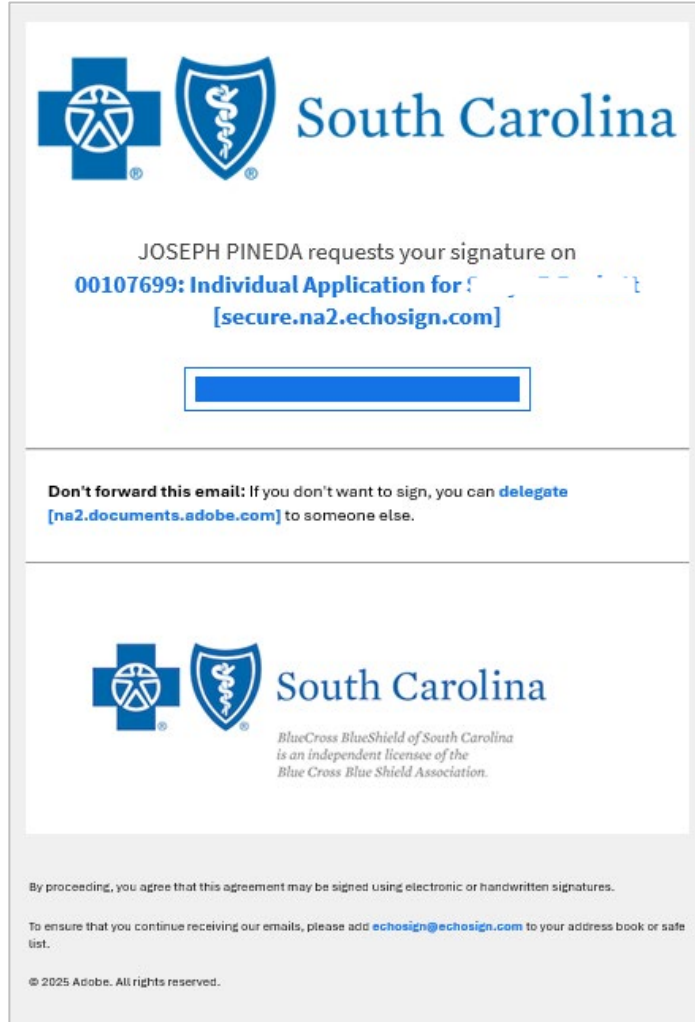 South Carolina
JOSEPH PINEDA requests your signature on
00107699: Individual Application for
[secure.na2.echosign.com]
Don't forward this email: If you don't want to sign, you can delegate
[na2.documents.adobe.com] to someone else.
South Carolina
BlueCross BlueShield of South Carolina
is an independent licensee of the
Blue Cross Blue Shield Association.
By proceeding, you agree that this agreement may be signed using electronic or handwritten signatures.
To ensure that you continue receiving our emails, please add echosign@echosign.com to your address book or safe
list.
© 2025 Adobe. All rights reserved.